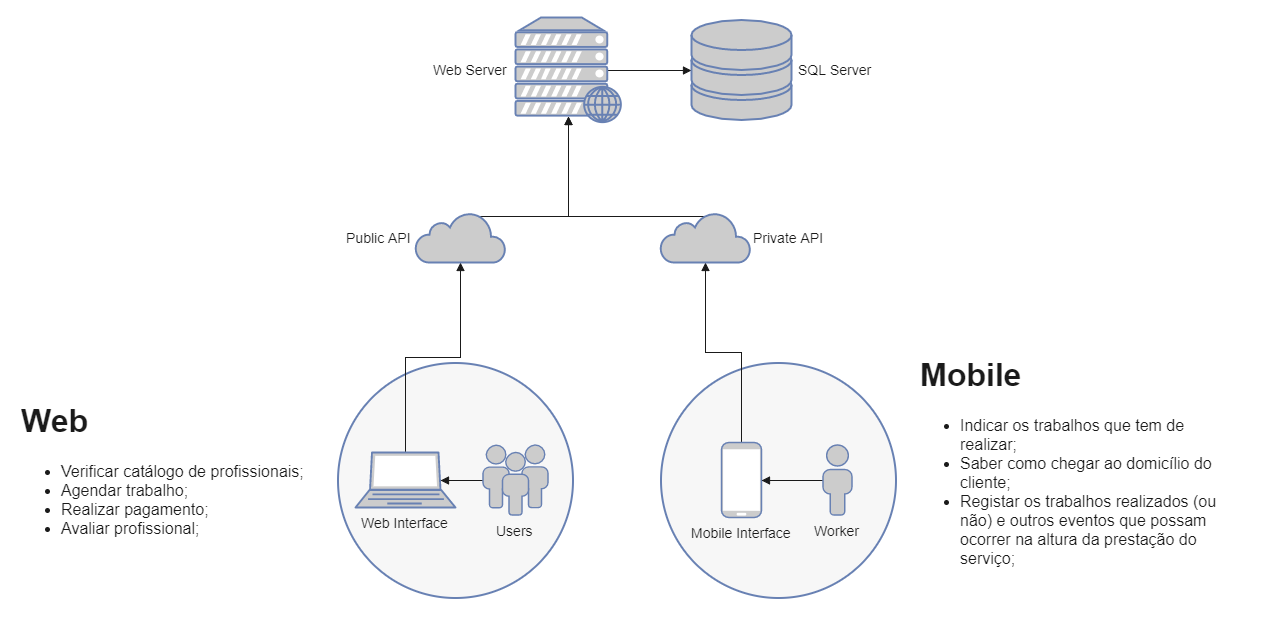 Web Server
SQL Server
Public API
Private API
Web
• Verificar catálogo de profissionais;
• Agendar trabalho;
• Realizar pagamento;
• Avaliar profissional;
Web Interface
Users
Mobile Interface
Worker
Mobile
• Indicar os trabalhos que tem de
realizar;
• Saber como chegar ao domicílio do
cliente;
• Registar os trabalhos realizados (ou
não) e outros eventos que possam
ocorrer na altura da prestação do
serviço;